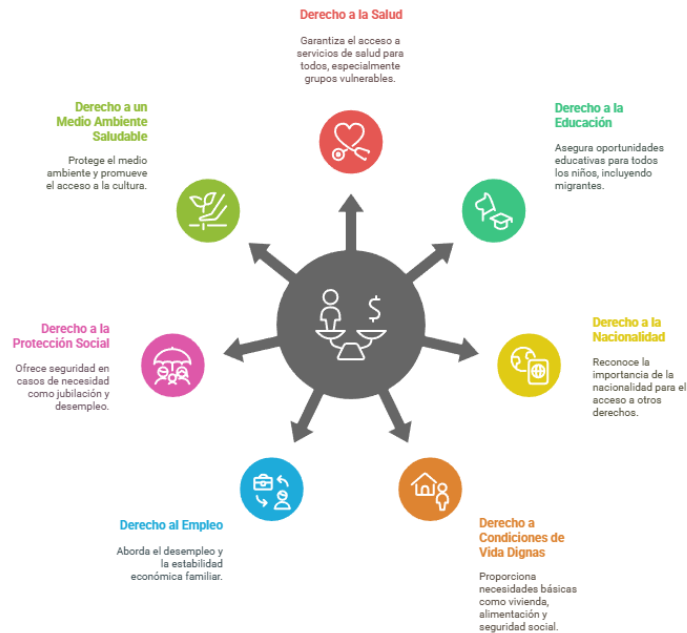 Derecho a la Salud
Garantiza el acceso a
servicios de salud para
todos, especialmente
grupos vulnerables.
Derecho a la
Educación
Asegura oportunidades
educativas para todos
los niños, incluyendo
migrantes.
Derecho a la
Nacionalidad
Reconoce la
importancia de la
nacionalidad para el
acceso a otros
derechos.
Derecho a
Condiciones de
Vida Dignas
Proporciona
necesidades básicas
como vivienda,
alimentación y
seguridad social.
Derecho al Empleo
Aborda el desempleo y
la estabilidad
económica familiar.
Derecho a la
Protección Social
Ofrece seguridad en
casos de necesidad
como jubilación y
desempleo.
Derecho a un
Medio Ambiente
Saludable
Protege el medio
ambiente y promueve
el acceso a la cultura.
$